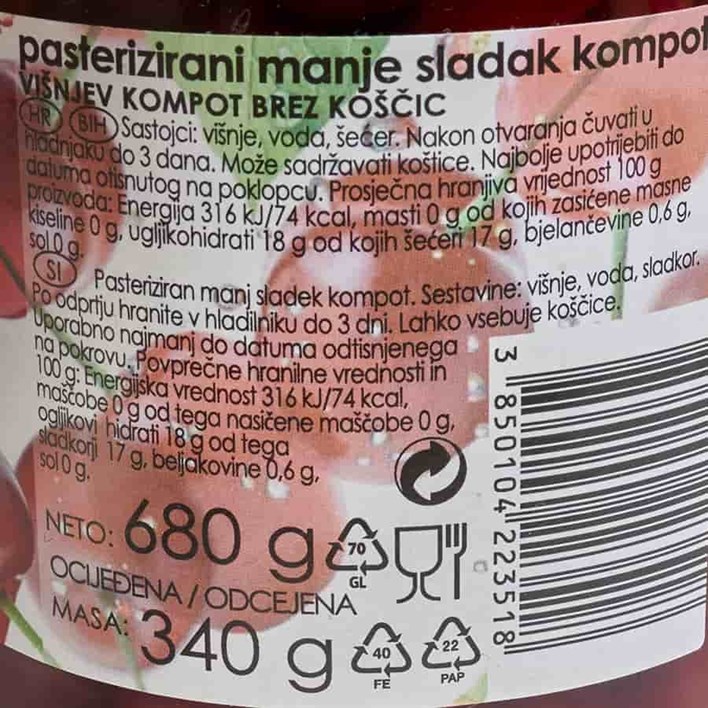 pasterizirani manje sladak kompot
VIŠNJEV KOMPOT BREZ KOŠČIC
HR BIH Sastojci: višnje, voda, šećer. Nakon otvaranja čuvati u
hladnjaku do 3 dana. Može sadržavati koštice. Najbolje upotrijebiti do
datuma otisnutog na poklopcu. Prosječna hranjiva vrijednost 100 g
proizvoda: Energija 316 kJ/74 kcal, masti 0 g od kojih zasićene masne
kiseline 0 g, ugljikohidrati 18 g od kojih šećeri 17 g, bjelančevine 0,6 g,
sol 0 g.
SI Pasteriziran manj sladek kompot. Sestavine: višnje, voda, sladkor.
Po odprtju hranite v hladilniku do 3 dni. Lahko vsebuje koščice.
Uporabno najmanj do datuma odtisnjenega
na pokrovu. Povprečne hranilne vrednosti in
100 g: Energijska vrednost 316 kJ/74 kcal,
maščobe 0 g od tega nasičene maščobe 0 g,
ogljikovi hidrati 18 g od tega
sladkorji 17 g, beljakovine 0,6 g,
sol 0 g.
NETO: 680 g
70
GL
OCIJEĐENA / ODCEJENA
MASA: 340 g
40
FE
22
PAP
3 850104 223518